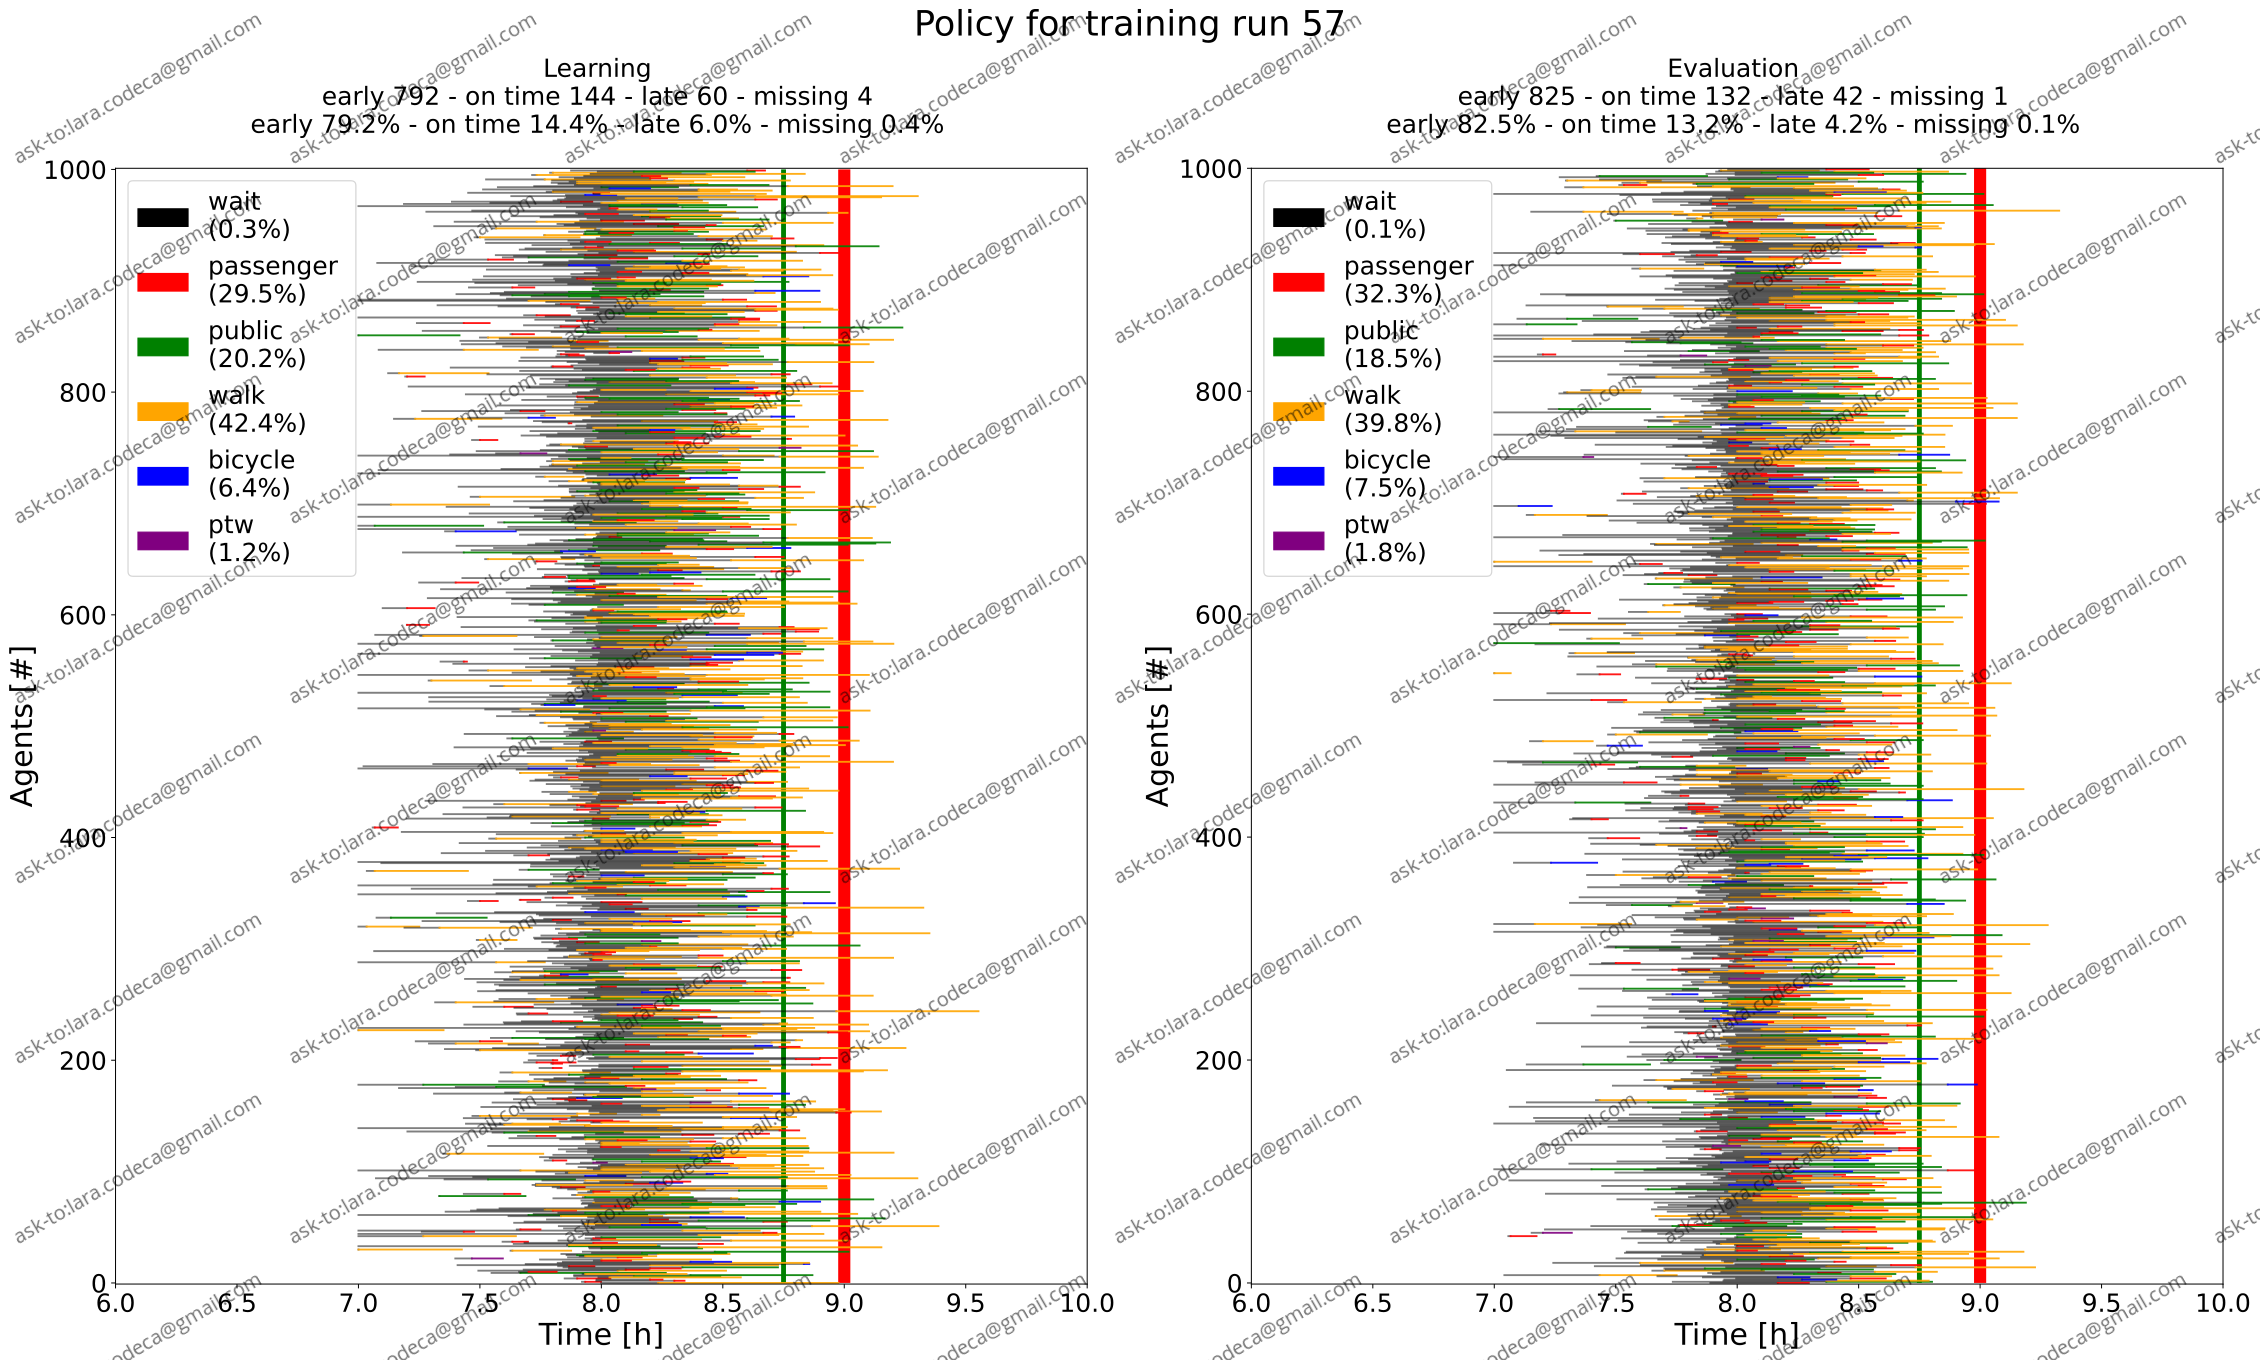 Policy for training run 57
Learning
early 792 - on time 144 - late 60 - missing 4
early 79.2% - on time 14.4% - late 6.0% - missing 0.4%
1000
800
600
400
200
0
Agents [#]
wait
(0.3%)
passenger
(29.5%)
public
(20.2%)
walk
(42.4%)
bicycle
(6.4%)
ptw
(1.2%)
6.0 6.5 7.0 7.5 8.0 8.5 9.0 9.5 10.0
Time [h]
Evaluation
early 825 - on time 132 - late 42 - missing 1
early 82.5% - on time 13.2% - late 4.2% - missing 0.1%
1000
800
600
400
200
0
Agents [#]
wait
(0.1%)
passenger
(32.3%)
public
(18.5%)
walk
(39.8%)
bicycle
(7.5%)
ptw
(1.8%)
6.0 6.5 7.0 7.5 8.0 8.5 9.0 9.5 10.0
Time [h]
ask-to:lara.codeca@gmail.com